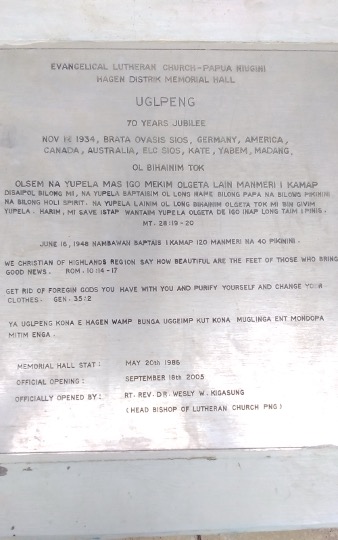 EVANGELICAL LUTHERAN CHURCH-PAPUA NIUGINI
HAGEN DISTRIK MEMORIAL HALL
UGLPENG
70 YEARS JUBILEE
NOV 1934, BRATA OVASIS SIOS, GERMANY, AMERICA,
CANADA, AUSTRALIA, ELC SIOS, KATE, YABEM, MADANG,
OL BIHAINIM TOK
OLSEM NA YUPELA MAS IGO MEKIM OLGETA LAIN MANMERI I KAMAP
DISAIPOL BILONG MI, NA YUPELA BAPTAISIM OL LONG NAME BILONG PAPA NA BILONG PIKININI
NA BILONG HOLI SPIRIT. NA YUPELA LAINIM OL LONG BIHAINIM OLGETA TOK MI BIN GIVIM
YUPELA. HARIM, MI SAVE ISTAP WANTAIM YUPELA OLGETA DE IGO INAP LONG TAIM I PINIS.
MT. 28:19-20
JUNE 16, 1948 NAMBAWAN BAPTAIS I KAMAP 120 MANMERI NA 40 PIKININI.
WE CHRISTIAN OF HIGHLANDS REGION SAY HOW BEAUTIFUL ARE THE FEET OF THOSE WHO BRING
GOOD NEWS. ROM. 10:14-17
GET RID OF FOREGIN GODS YOU HAVE WITH YOU AND PURIFY YOURSELF AND CHANGE YOUR
CLOTHES. GEN. 35:2
YA UGLPENG KONA E HAGEN WAMP BUNGA UGGEIMP KUT KONA MUGLINGA ENT MONDOPA
MITIM ENGA.
MEMORIAL HALL STAT: MAY 20th 1986
OFFICIAL OPENING: SEPTEMBER 18th 2005
OFFICIALLY OPENED BY: RT. REV. DR. WESLY W. KIGASUNG
(HEAD BISHOP OF LUTHERAN CHURCH PNG)